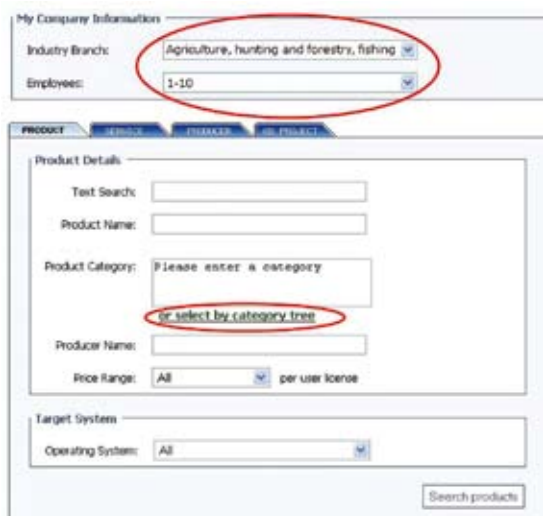 My Company Information
Industry Branch: Agriculture, hunting and forestry, fishing
Employees: 1-10
PRODUCT SERVICE PRODUCER
Product Details
Text Search:
Product Name:
Product Category: Please enter a category
or select by category tree
Producer Name:
Price Range: All per user license
Target System
Operating System: All
Search products